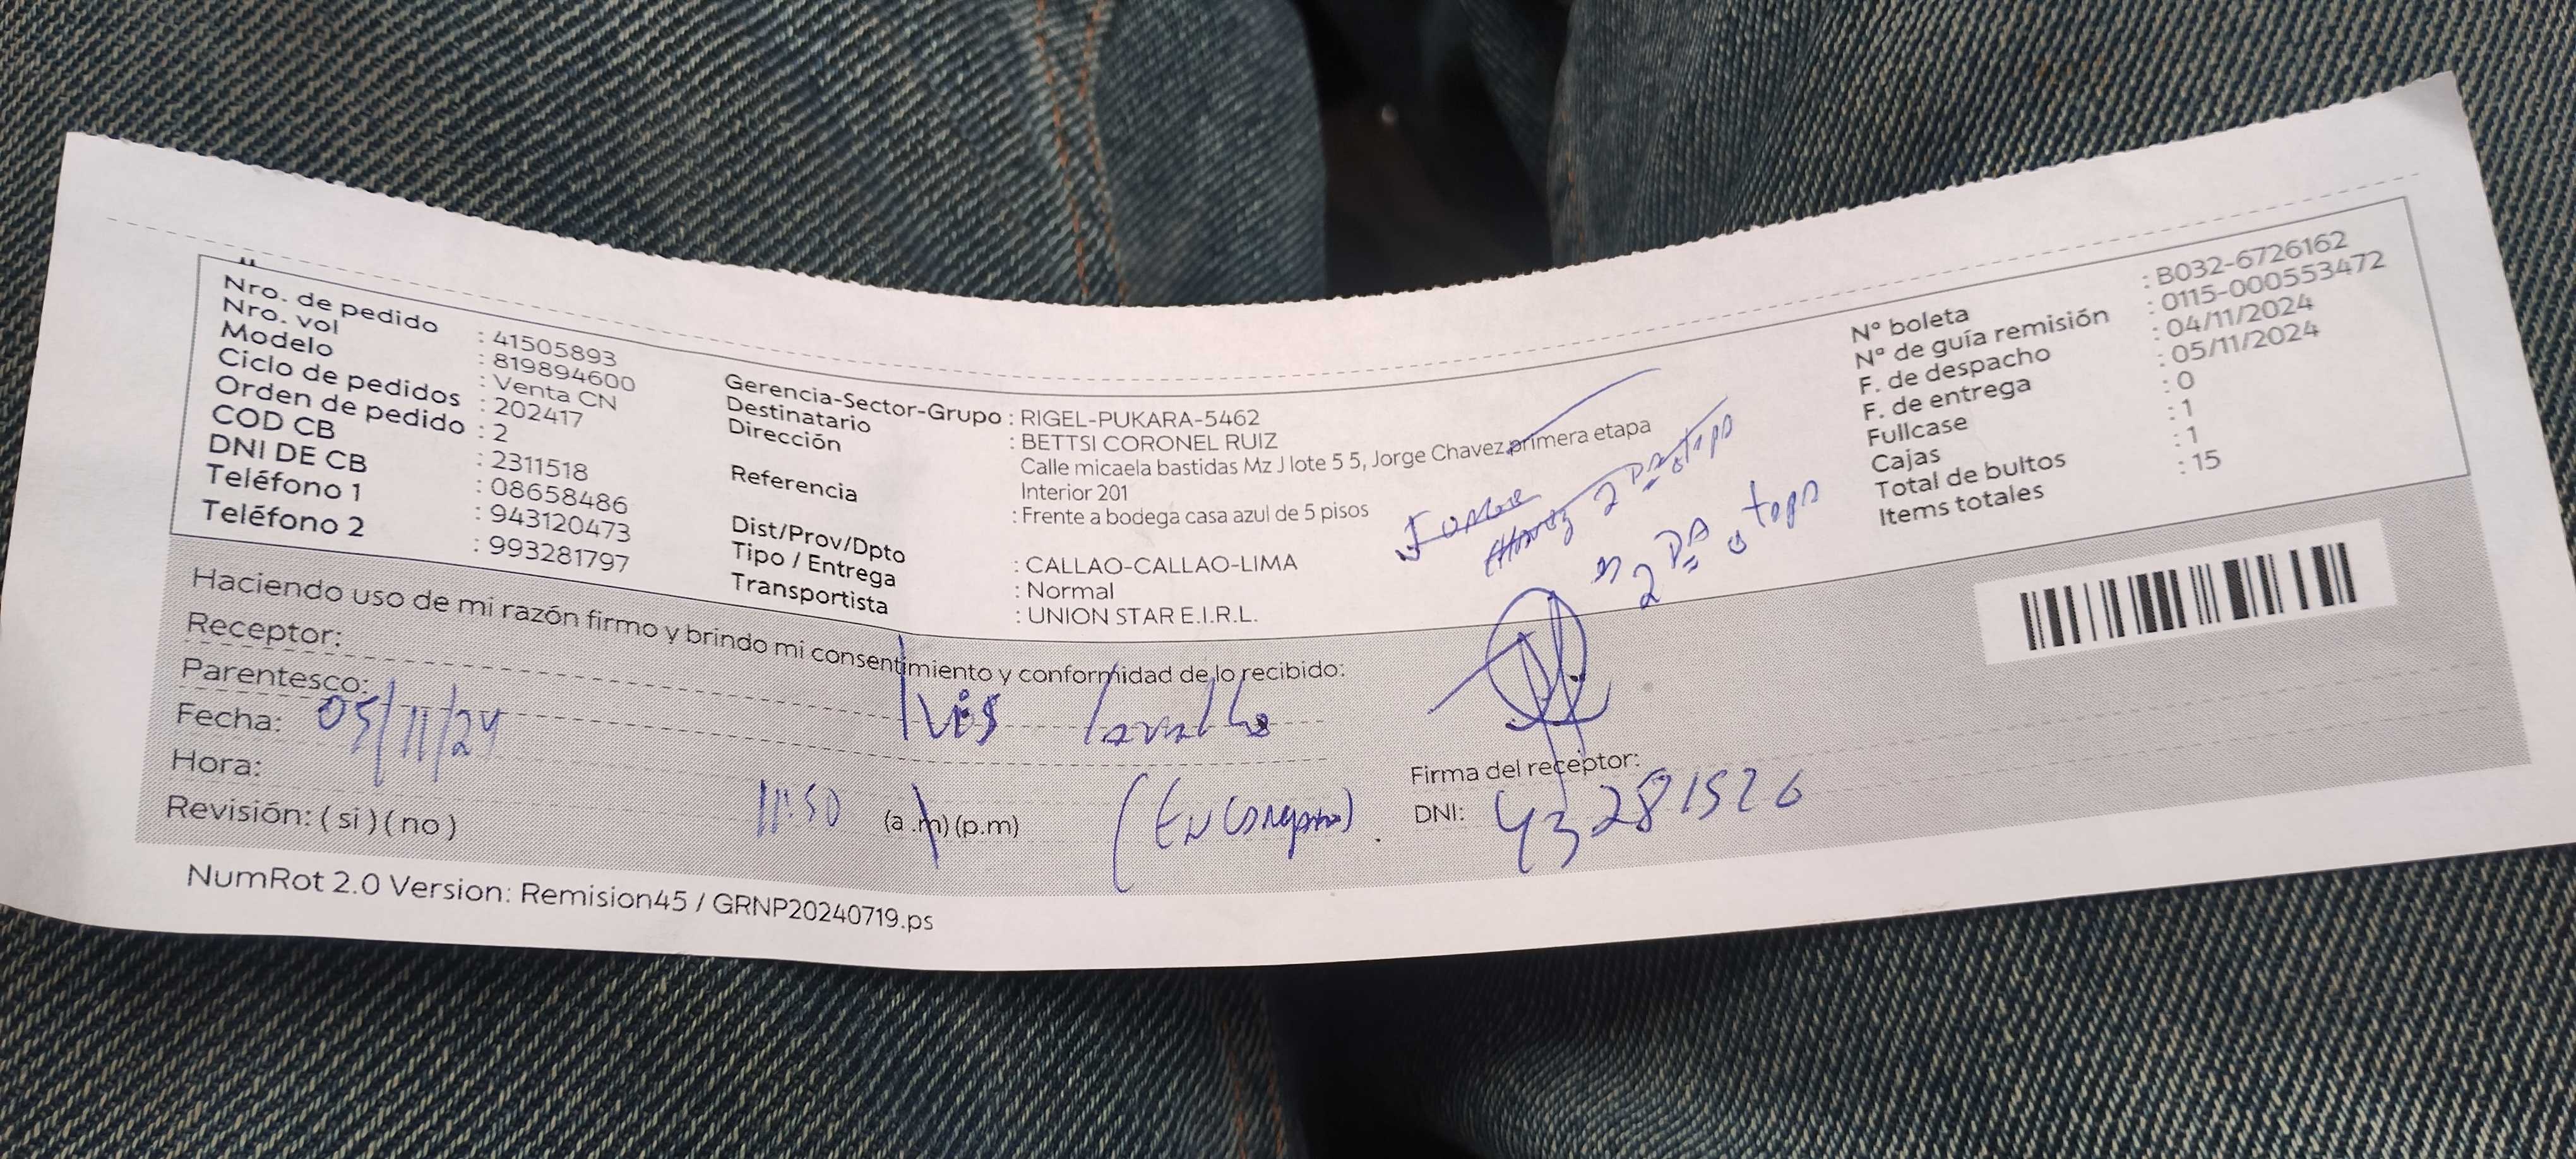 Nro. de pedido : 41505893
Nro. vol : 819894600
Modelo : Venta CN
Ciclo de pedidos : 202417
Orden de pedido : 2
COD CB : 2311518
DNI DE CB : 08658486
Teléfono 1 : 943120473
Teléfono 2 : 993281797
Gerencia-Sector-Grupo : RIGEL-PUKARA-5462
Destinatario : BETTSI CORONEL RUIZ
Dirección : Calle micaela bastidas Mz J lote 5 5, Jorge Chavez primera etapa
Interior 201
Referencia : Frente a bodega casa azul de 5 pisos
Dist/Prov/Dpto : CALLAO-CALLAO-LIMA
Tipo / Entrega : Normal
Transportista : UNION STAR E.I.R.L.
2 DA etapa
2 DA etapa
N° boleta : B032-6726162
N° de guía remisión : 0115-000553472
F. de despacho : 04/11/2024
F. de entrega : 05/11/2024
Fullcase : 0
Cajas : 1
Total de bultos : 1
Items totales : 15
Haciendo uso de mi razón firmo y brindo mi consentimiento y conformidad de lo recibido:
Receptor:
Parentesco:
Fecha: 05/11/24
Hora: 11:50 (a.m)(p.m)
Revisión: ( si ) ( no )
Firma del receptor:
DNI: 43281526
NumRot 2.0 Version: Remision45 / GRNP20240719.ps